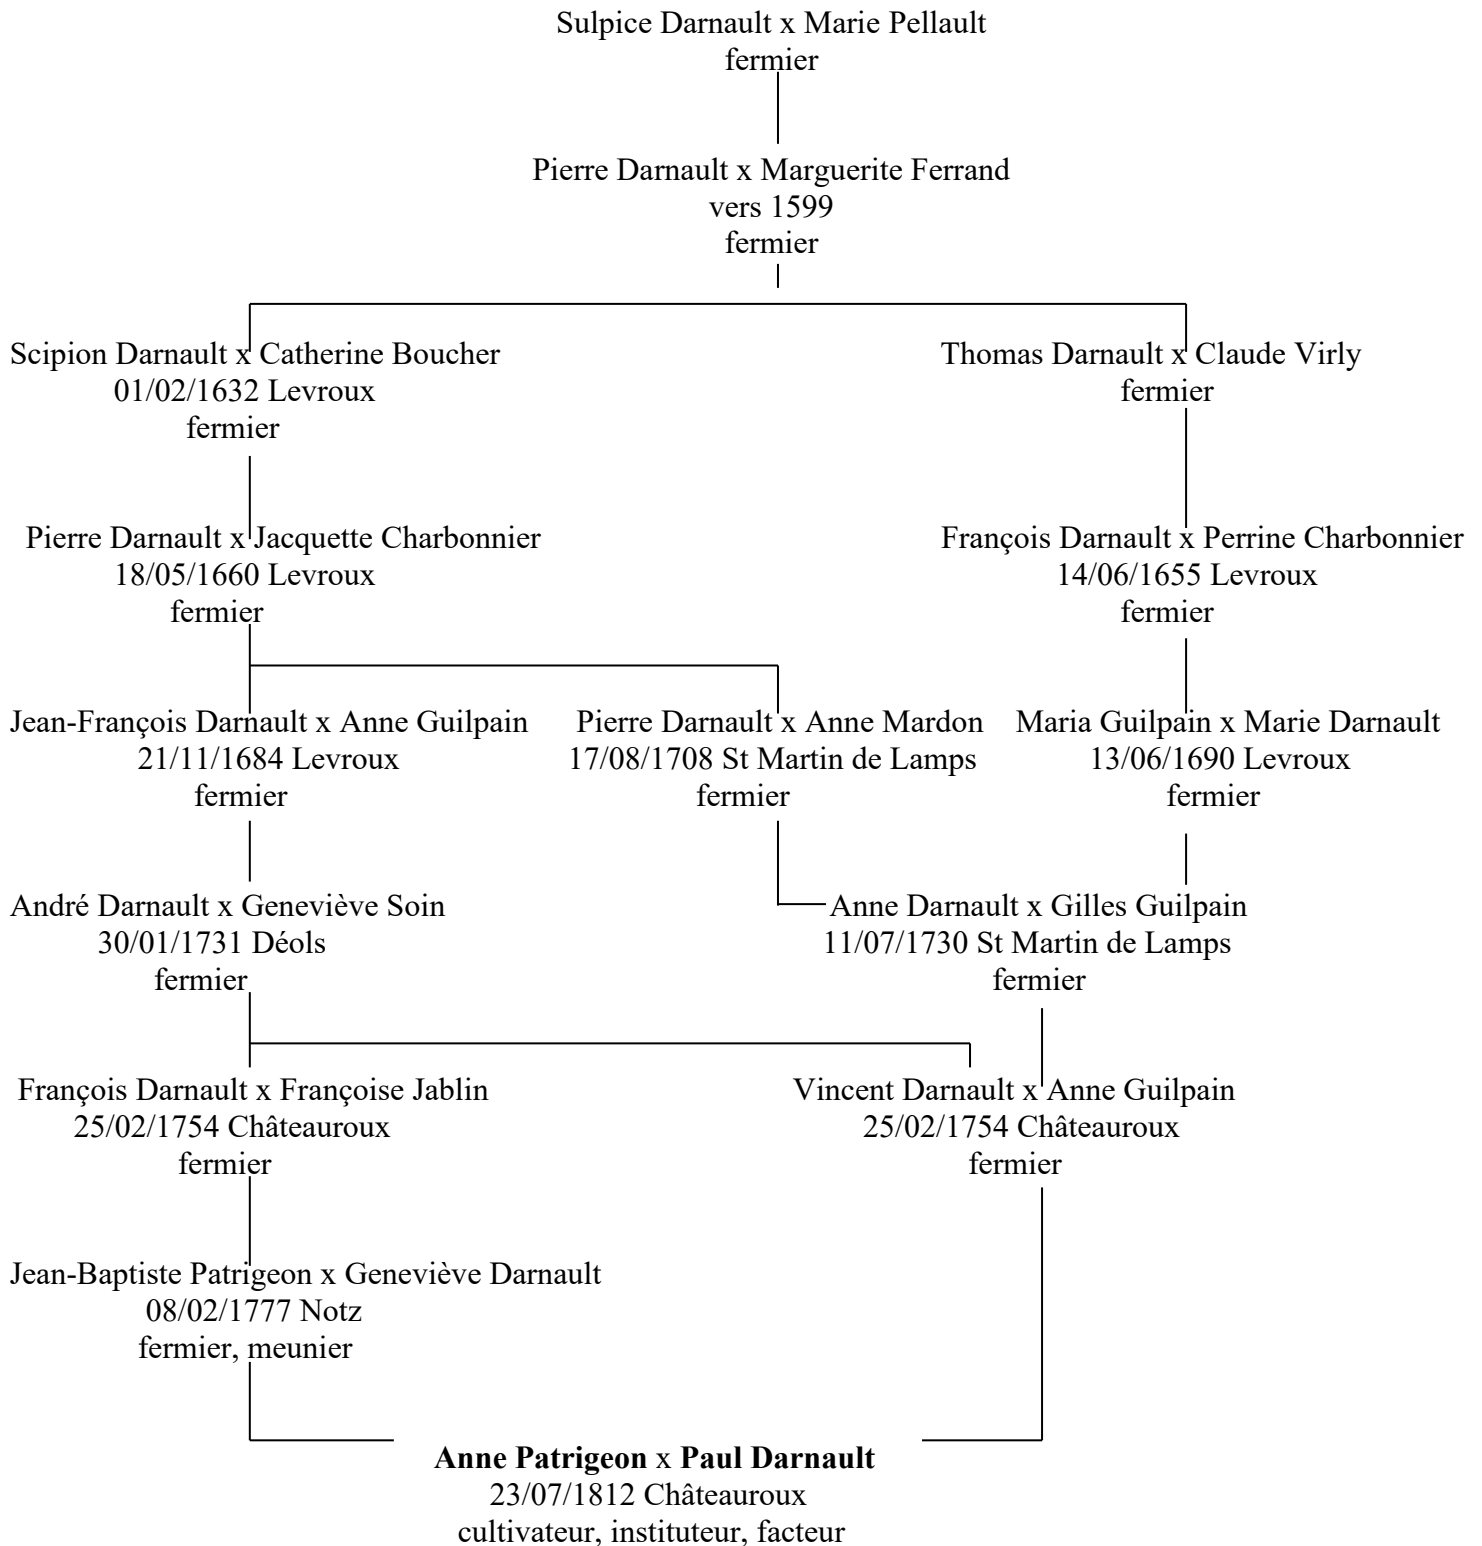 Sulpice Darnault x Marie Pellault
fermier
Pierre Darnault x Marguerite Ferrand
vers 1599
fermier
Scipion Darnault x Catherine Boucher
01/02/1632 Levroux
fermier
Thomas Darnault x Claude Virly
fermier
Pierre Darnault x Jacquette Charbonnier
18/05/1660 Levroux
fermier
François Darnault x Perrine Charbonnier
14/06/1655 Levroux
fermier
Jean-François Darnault x Anne Guilpain
21/11/1684 Levroux
fermier
Pierre Darnault x Anne Mardon
17/08/1708 St Martin de Lamps
fermier
Maria Guilpain x Marie Darnault
13/06/1690 Levroux
fermier
André Darnault x Geneviève Soin
30/01/1731 Déols
fermier
Anne Darnault x Gilles Guilpain
11/07/1730 St Martin de Lamps
fermier
François Darnault x Françoise Jablin
25/02/1754 Châteauroux
fermier
Vincent Darnault x Anne Guilpain
25/02/1754 Châteauroux
fermier
Jean-Baptiste Patrigeon x Geneviève Darnault
08/02/1777 Notz
fermier, meunier
Anne Patrigeon x Paul Darnault
23/07/1812 Châteauroux
cultivateur, instituteur, facteur